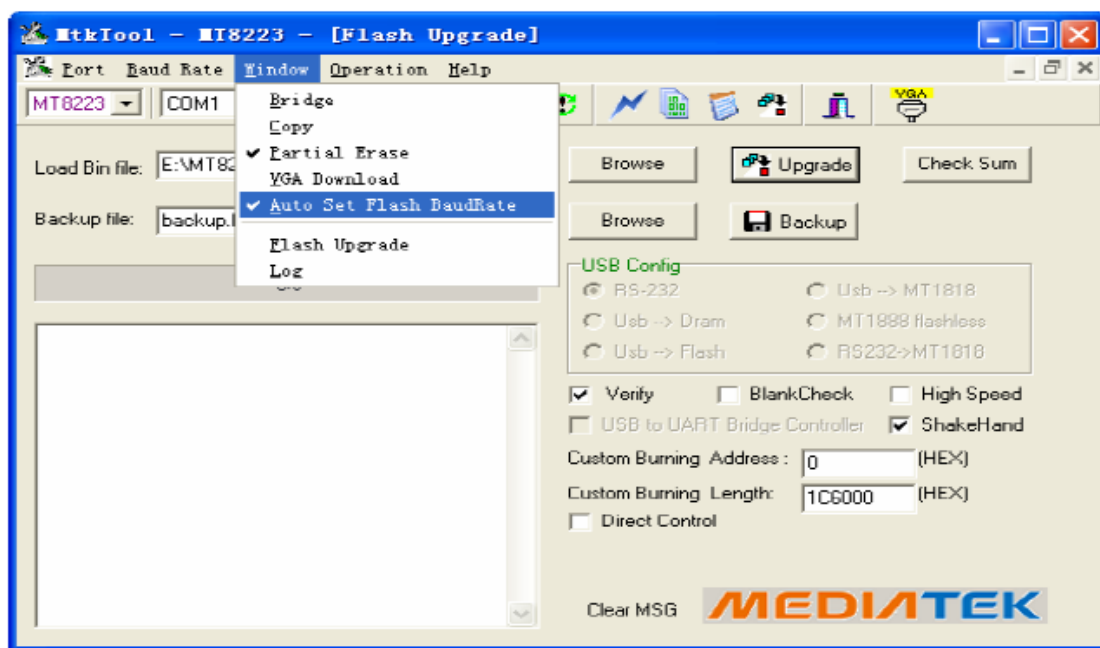 MtkTool - MT8223 - [Flash Upgrade]
Port Baud Rate Window Operation Help
MT8223 COM1 VGA
Bridge
Copy
Partial Erase
VGA Download
Auto Set Flash BaudRate
Flash Upgrade
Log
Load Bin file: E:\MT82 Browse Upgrade Check Sum
Backup file: backup. Browse Backup
USB Config
RS-232 Usb --> MT1818
Usb --> Dram MT1888 flashless
Usb --> Flash RS232->MT1818
Verify BlankCheck High Speed
USB to UART Bridge Controller ShakeHand
Custom Burning Address : 0 (HEX)
Custom Burning Length: 1C6000 (HEX)
Direct Control
Clear MSG MEDIATEK